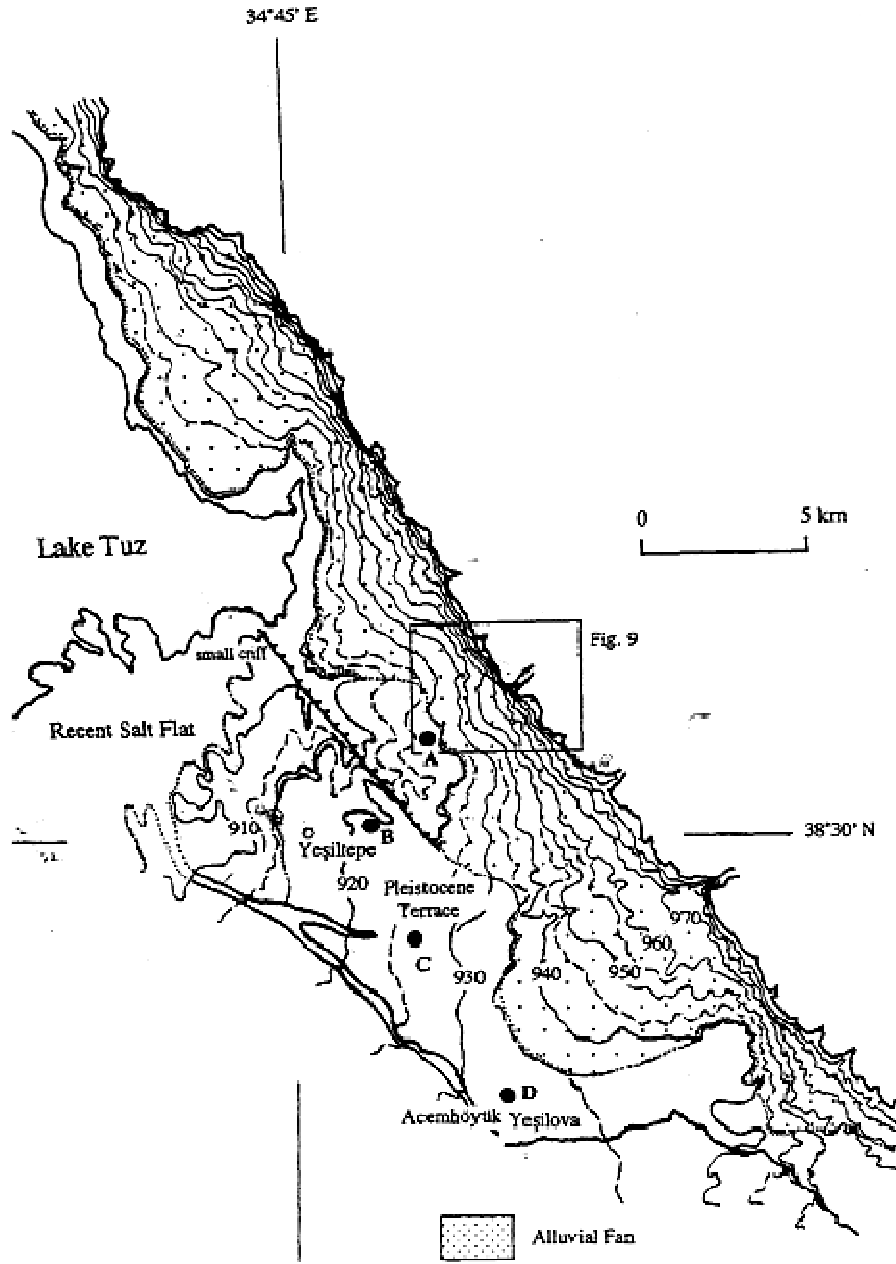 34°45' E
Lake Tuz
0 5 km
Fig. 9
small cliff
Recent Salt Flat
A
910
Yeşiltepe
B
38°30' N
920
Pleistocene
Terrace
970
960
C
930
940
950
D
Acemhöyük Yeşilova
Alluvial Fan